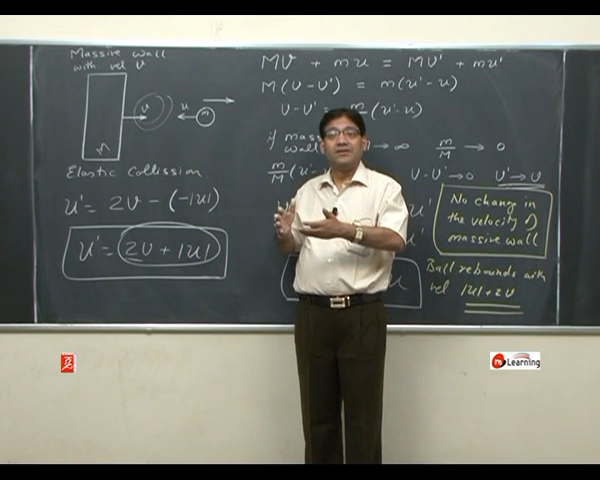 Massive wall
with vel V
M
V
u
m
Elastic Collission
u' = 2V - (-|u|)
u' = 2V + |u|
MV + mu = MV' + mu'
M(V - V') = m(u' - u)
V - V' = m (u' - u)
if mass
wall → ∞ m/M → 0
m/M (u' V - V' → 0 V' → V
u'
u'
u
No change in
the velocity of
massive wall
Ball rebounds with
vel |u| + 2V
Learning